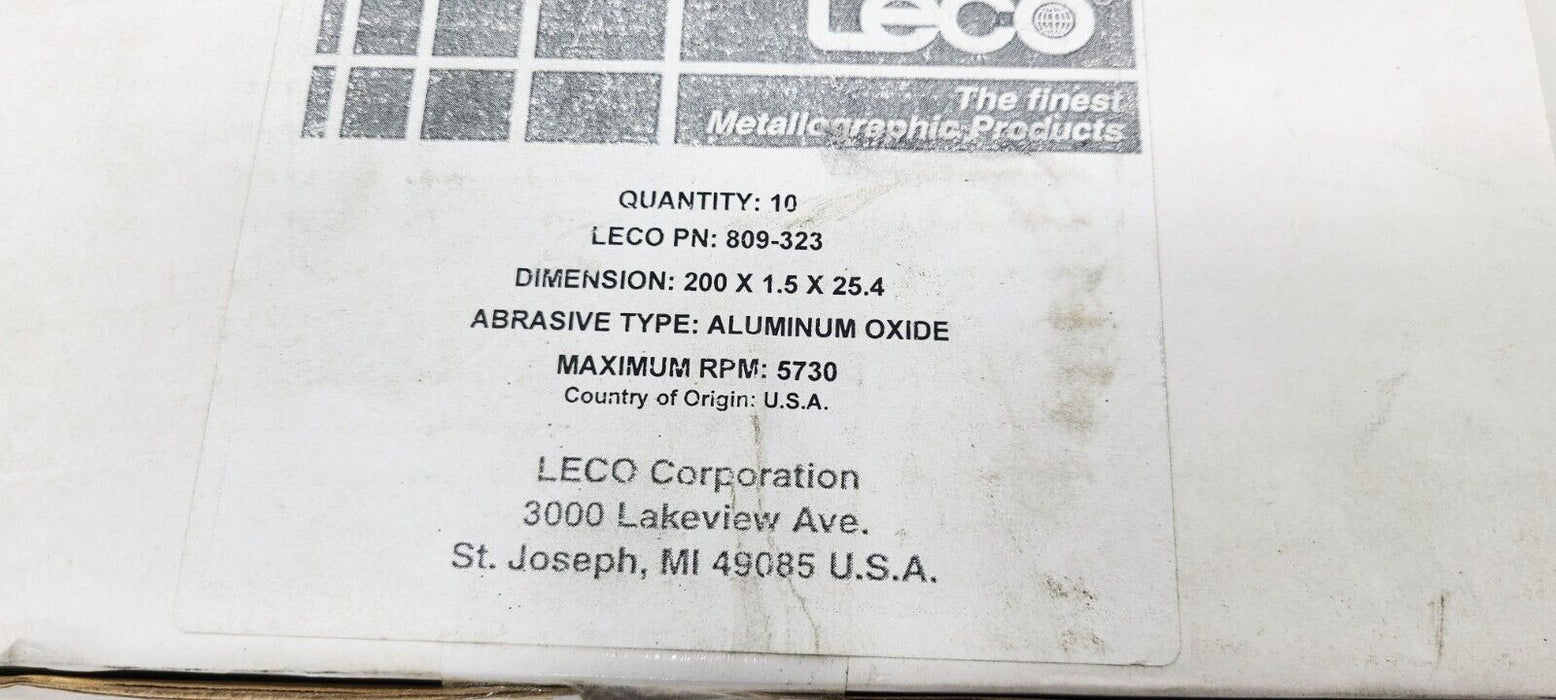 Leco
The finest
Metallographic Products
QUANTITY: 10
LECO PN: 809-323
DIMENSION: 200 X 1.5 X 25.4
ABRASIVE TYPE: ALUMINUM OXIDE
MAXIMUM RPM: 5730
Country of Origin: U.S.A.
LECO Corporation
3000 Lakeview Ave.
St. Joseph, MI 49085 U.S.A.